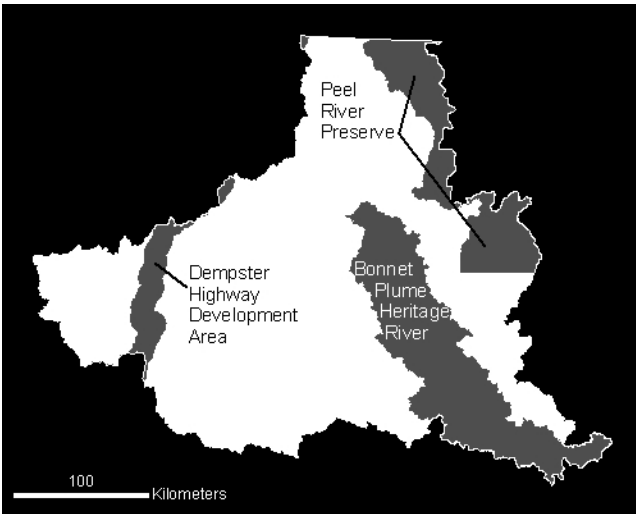 Peel
River
Preserve
Dempster
Highway
Development
Area
Bonnet
Plume
Heritage
River
100
Kilometers